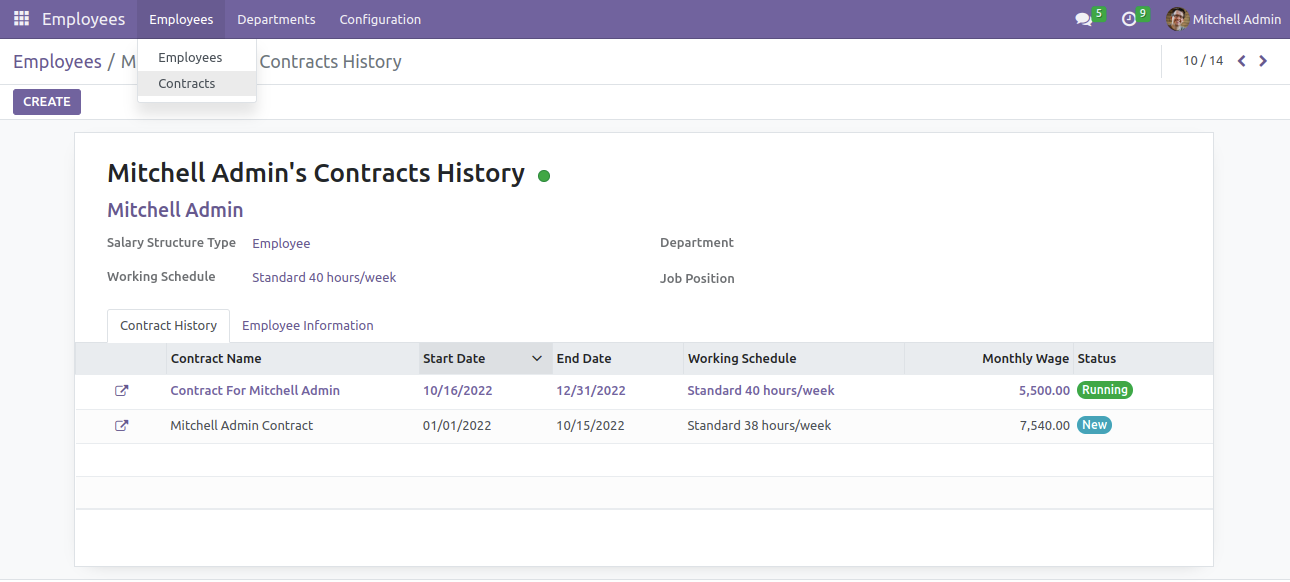 Employees Employees Departments Configuration 5 9 Mitchell Admin
Employees / M Contracts History 10 / 14
Employees
Contracts
CREATE
Mitchell Admin's Contracts History
Mitchell Admin
Salary Structure Type Employee Department
Working Schedule Standard 40 hours/week Job Position
Contract History Employee Information
Contract Name Start Date End Date Working Schedule Monthly Wage Status
Contract For Mitchell Admin 10/16/2022 12/31/2022 Standard 40 hours/week 5,500.00 Running
Mitchell Admin Contract 01/01/2022 10/15/2022 Standard 38 hours/week 7,540.00 New